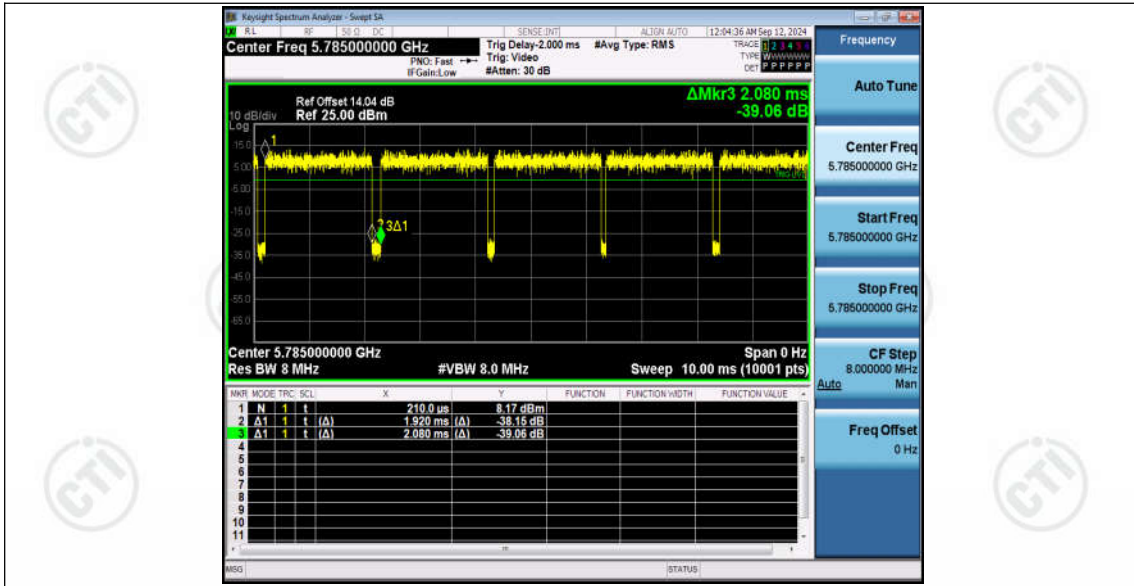 Keysight Spectrum Analyzer - Swept SA
RL RF 50 Ω DC SENSE:INT ALIGN AUTO 12:04:36 AM Sep 12, 2024
Center Freq 5.785000000 GHz
PNO: Fast
IFGain:Low
Trig Delay-2.000 ms #Avg Type: RMS
Trig: Video
#Atten: 30 dB
TRACE 1 2 3 4 5 6
TYPE WWWWWW
DET P P P P P P
Frequency
Ref Offset 14.04 dB
10 dB/div Ref 25.00 dBm
Log
ΔMkr3 2.080 ms
-39.06 dB
15.0
5.00
-5.00
-15.0
-25.0
-35.0
-45.0
-55.0
-65.0
1
3Δ1
Center 5.785000000 GHz Span 0 Hz
Res BW 8 MHz #VBW 8.0 MHz Sweep 10.00 ms (10001 pts)
MKR MODE TRC SCL X Y FUNCTION FUNCTION WIDTH FUNCTION VALUE
1 N 1 t 210.0 µs 8.17 dBm
2 Δ1 1 t (Δ) 1.920 ms (Δ) -38.15 dB
3 Δ1 1 t (Δ) 2.080 ms (Δ) -39.06 dB
4
5
6
7
8
9
10
11
MSG STATUS
Auto Tune
Center Freq
5.785000000 GHz
Start Freq
5.785000000 GHz
Stop Freq
5.785000000 GHz
CF Step
8.000000 MHz
Auto Man
Freq Offset
0 Hz
CTI
CTI
CTI
CTI